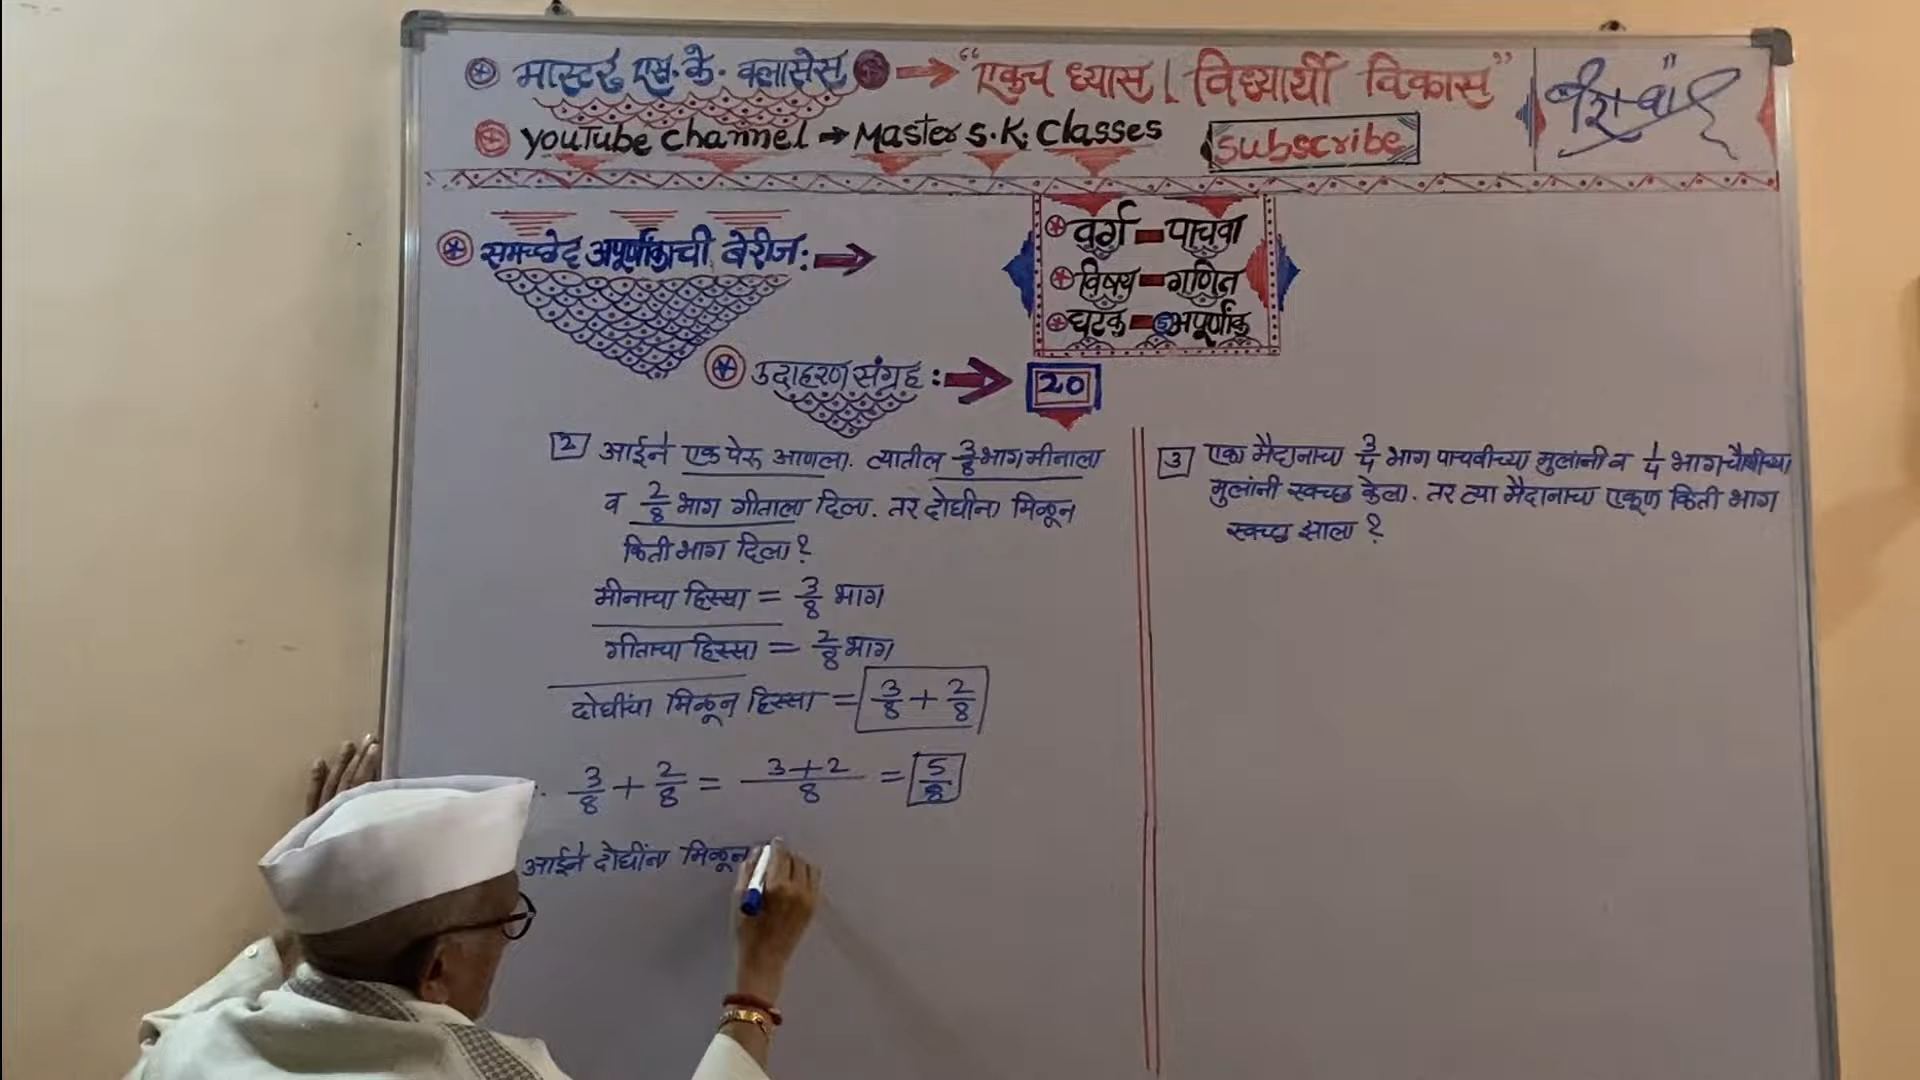 मास्टर एस. के. क्लासेस → "एकच ध्यास। विद्यार्थी विकास"
YouTube Channel → Master S. K. Classes Subscribe
समच्छेद अपूर्णांकाची बेरीज : →
वर्ग - पाचवा
विषय - गणित
घटक - 5 अपूर्णांक
उदाहरणसंग्रह : → 20
2 आईने एक पेरू आणला. त्यातील 3/8 भाग मीनाला
व 2/8 भाग गीताला दिला. तर दोघींना मिळून
किती भाग दिला ?
मीनाचा हिस्सा = 3/8 भाग
गीताचा हिस्सा = 2/8 भाग
दोघींचा मिळून हिस्सा = 3/8 + 2/8
3/8 + 2/8 = 3+2/8 = 5/8
आईने दोघींना मिळून
3 एका मैदानाचा 3/4 भाग पाचवीच्या मुलांनी व 1/4 भाग चौथीच्या
मुलांनी स्वच्छ केला. तर त्या मैदानाचा एकूण किती भाग
स्वच्छ झाला ?